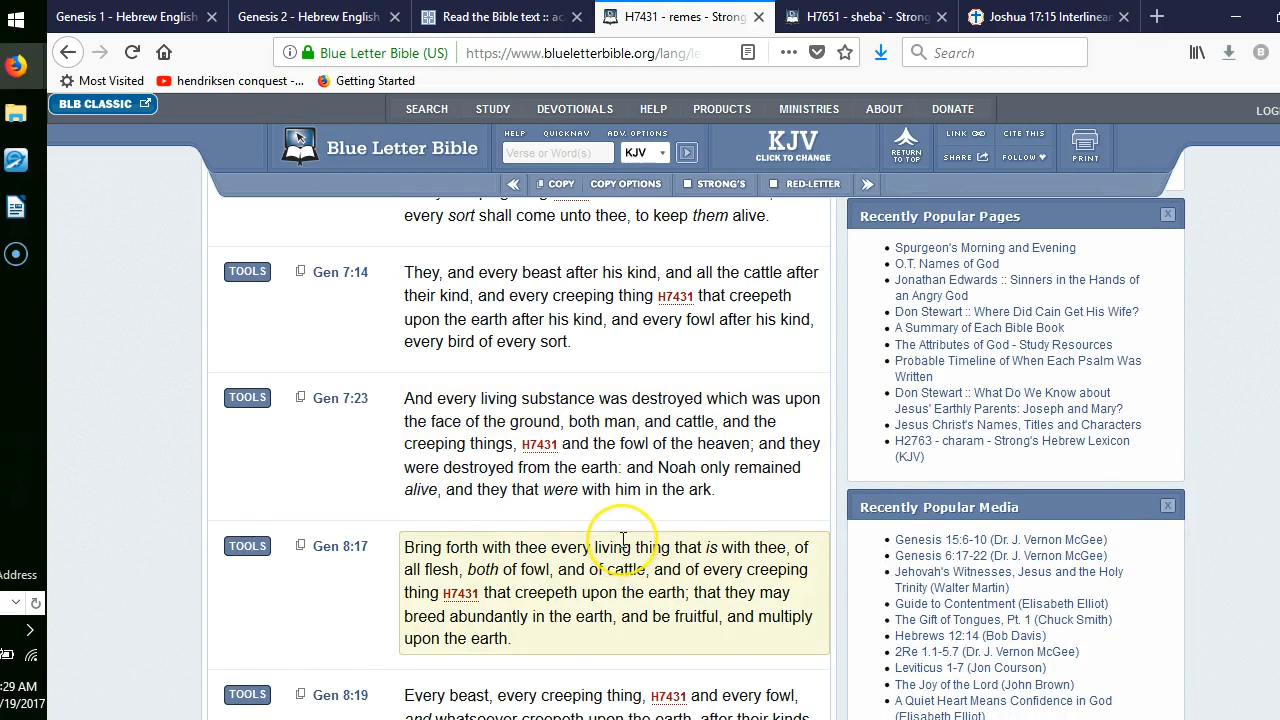 Genesis 1 - Hebrew English
Genesis 2 - Hebrew English
Read the Bible text :: ac
H7431 - remes - Strong
H7651 - sheba` - Strong
Joshua 17:15 Interlinear
Blue Letter Bible (US)
https://www.blueletterbible.org/lang/le
Search
Most Visited
hendriksen conquest -...
Getting Started
BLB CLASSIC
SEARCH
STUDY
DEVOTIONALS
HELP
PRODUCTS
MINISTRIES
ABOUT
DONATE
LOG
Blue Letter Bible
HELP
QUICKNAV
ADV. OPTIONS
Verse or Word(s)
KJV
KJV
CLICK TO CHANGE
RETURN
TO TOP
LINK
CITE THIS
SHARE
FOLLOW
PRINT
COPY
COPY OPTIONS
STRONG'S
RED-LETTER
every sort shall come unto thee, to keep them alive.
TOOLS
Gen 7:14
They, and every beast after his kind, and all the cattle after
their kind, and every creeping thing H7431 that creepeth
upon the earth after his kind, and every fowl after his kind,
every bird of every sort.
TOOLS
Gen 7:23
And every living substance was destroyed which was upon
the face of the ground, both man, and cattle, and the
creeping things, H7431 and the fowl of the heaven; and they
were destroyed from the earth: and Noah only remained
alive, and they that were with him in the ark.
TOOLS
Gen 8:17
Bring forth with thee every living thing that is with thee, of
all flesh, both of fowl, and of cattle, and of every creeping
thing H7431 that creepeth upon the earth; that they may
breed abundantly in the earth, and be fruitful, and multiply
upon the earth.
TOOLS
Gen 8:19
Every beast, every creeping thing, H7431 and every fowl,
and whatsoever creepeth upon the earth, after their kinds
Recently Popular Pages
Spurgeon's Morning and Evening
O.T. Names of God
Jonathan Edwards :: Sinners in the Hands of
an Angry God
Don Stewart :: Where Did Cain Get His Wife?
A Summary of Each Bible Book
The Attributes of God - Study Resources
Probable Timeline of When Each Psalm Was
Written
Don Stewart :: What Do We Know about
Jesus' Earthly Parents: Joseph and Mary?
Jesus Christ's Names, Titles and Characters
H2763 - charam - Strong's Hebrew Lexicon
(KJV)
Recently Popular Media
Genesis 15:6-10 (Dr. J. Vernon McGee)
Genesis 6:17-22 (Dr. J. Vernon McGee)
Jehovah's Witnesses, Jesus and the Holy
Trinity (Walter Martin)
Guide to Contentment (Elisabeth Elliot)
The Gift of Tongues, Pt. 1 (Chuck Smith)
Hebrews 12:14 (Bob Davis)
2Re 1.1-5.7 (Dr. J. Vernon McGee)
Leviticus 1-7 (Jon Courson)
The Joy of the Lord (John Brown)
A Quiet Heart Means Confidence in God
(Elisabeth Elliot)
Address
:29 AM
/19/2017